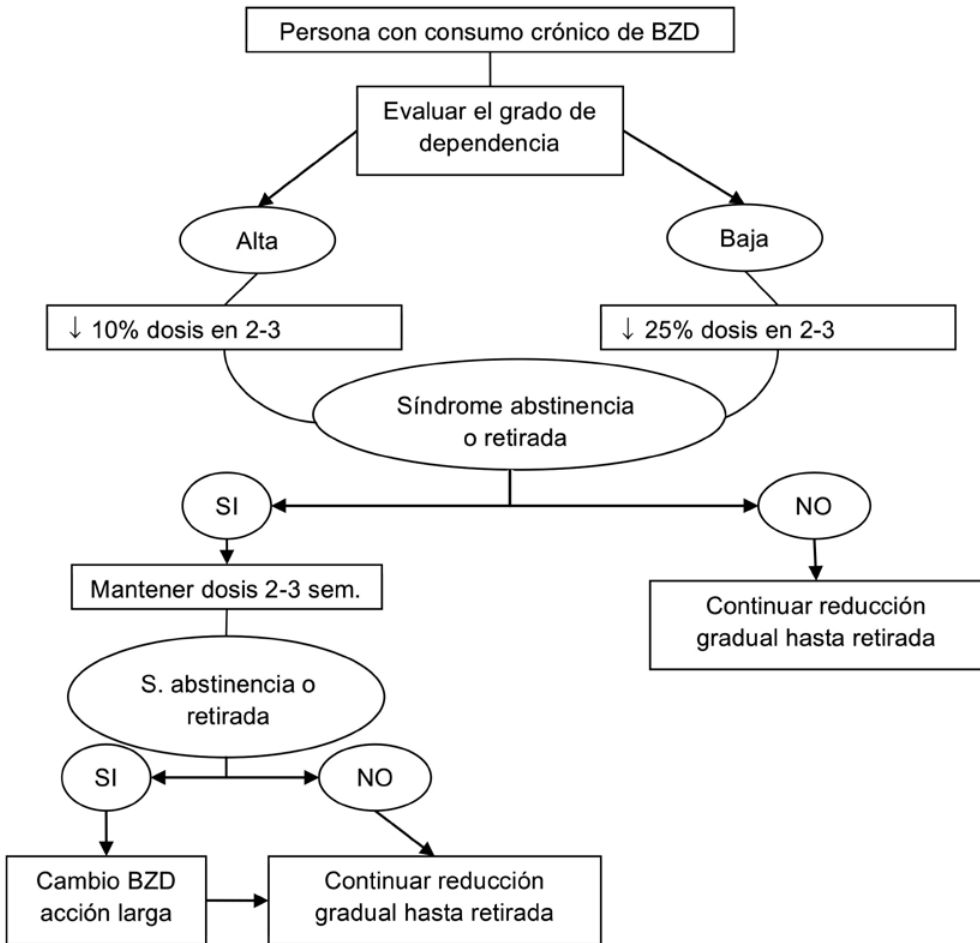 Persona con consumo crónico de BZD
Evaluar el grado de
dependencia
Alta
Baja
↓ 10% dosis en 2-3
↓ 25% dosis en 2-3
Síndrome abstinencia
o retirada
SI
NO
Mantener dosis 2-3 sem.
Continuar reducción
gradual hasta retirada
S. abstinencia o
retirada
SI
NO
Cambio BZD
acción larga
Continuar reducción
gradual hasta retirada